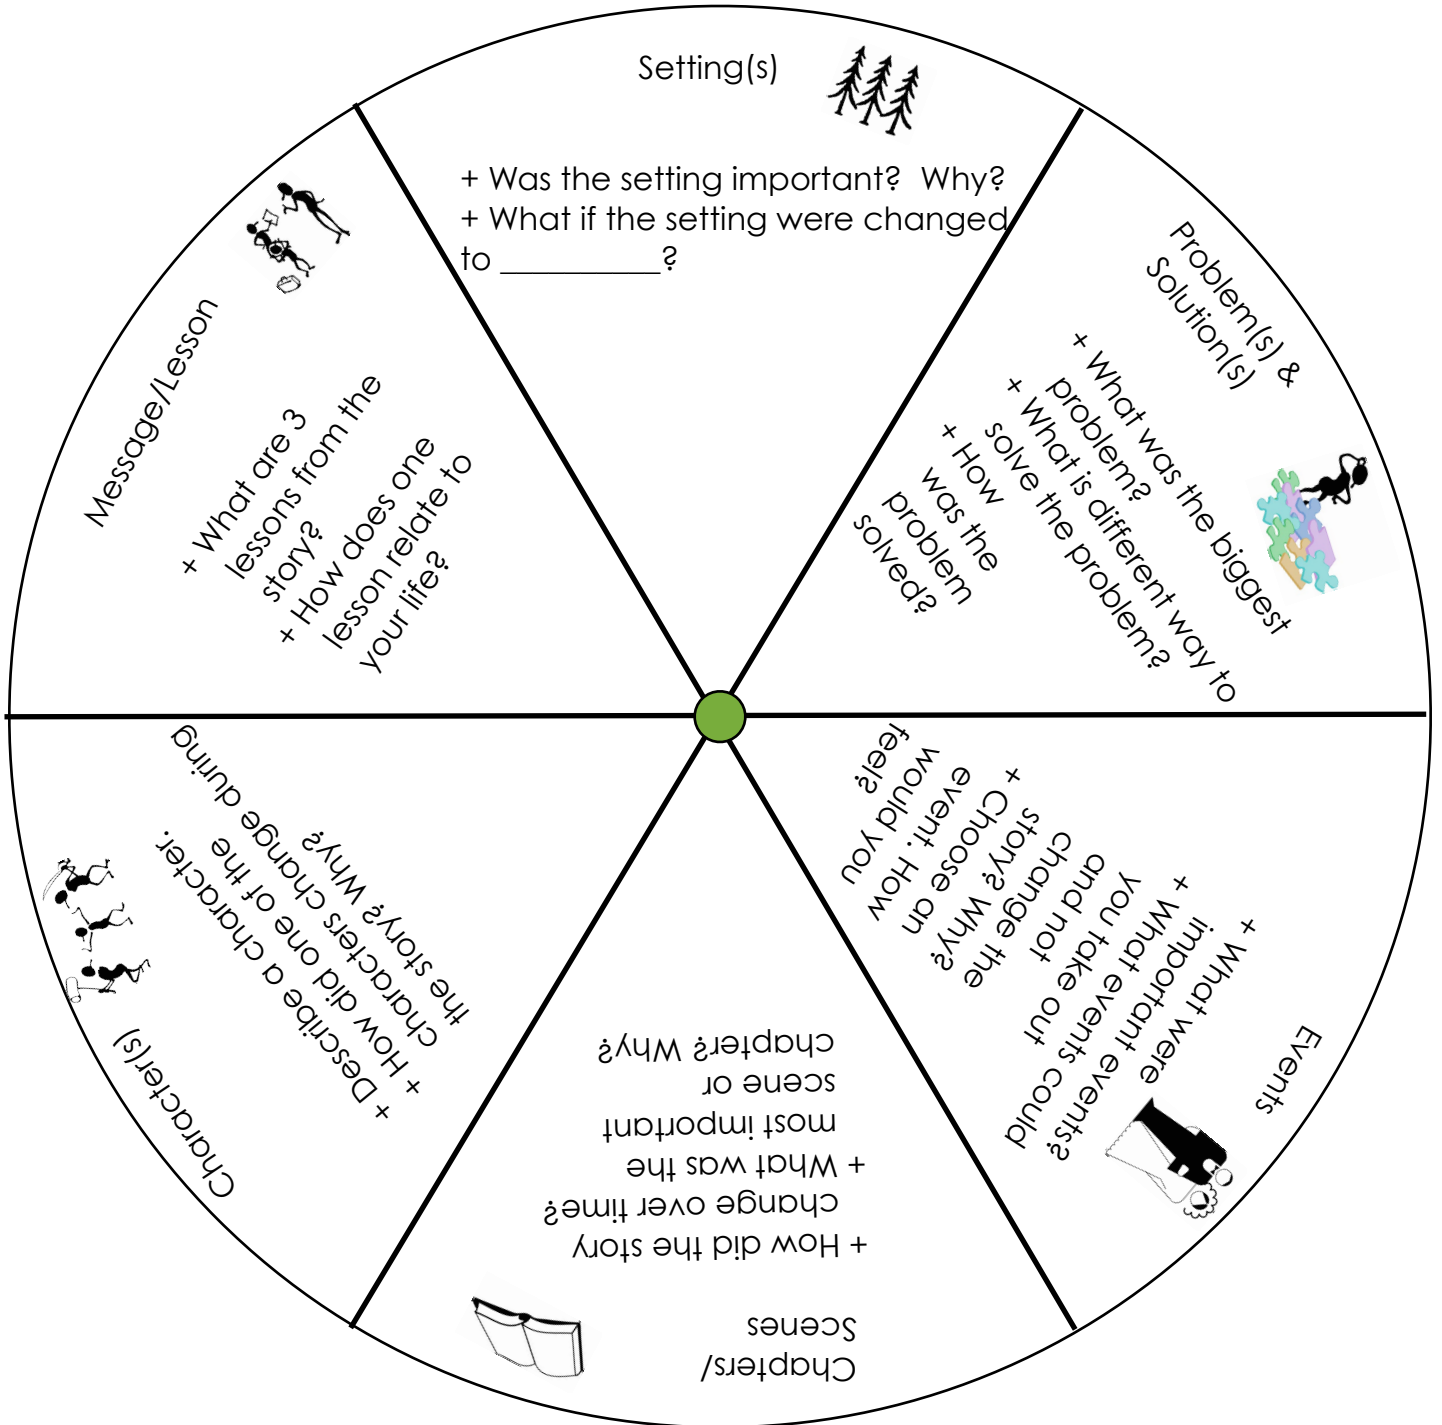 Setting(s)
+ Was the setting important?  Why?
+ What if the setting were changed
to __________?
Problem(s) &
Solution(s)
+ What was the biggest
problem?
+ What is different way to
solve the problem?
+ How
was the
problem
solved?
Events
+ What were
important events?
+ What events could
you take out
and not
change the
story? Why?
+ Choose an
event. How
would you
feel?
Chapters/
Scenes
+ How did the story
change over time?
+ What was the
most important
scene or
chapter? Why?
Character(s)
+ Describe a character.
+ How did one of the
characters change during
the story? Why?
Message/Lesson
+ What are 3
lessons from the
story?
+ How does one
lesson relate to
your life?